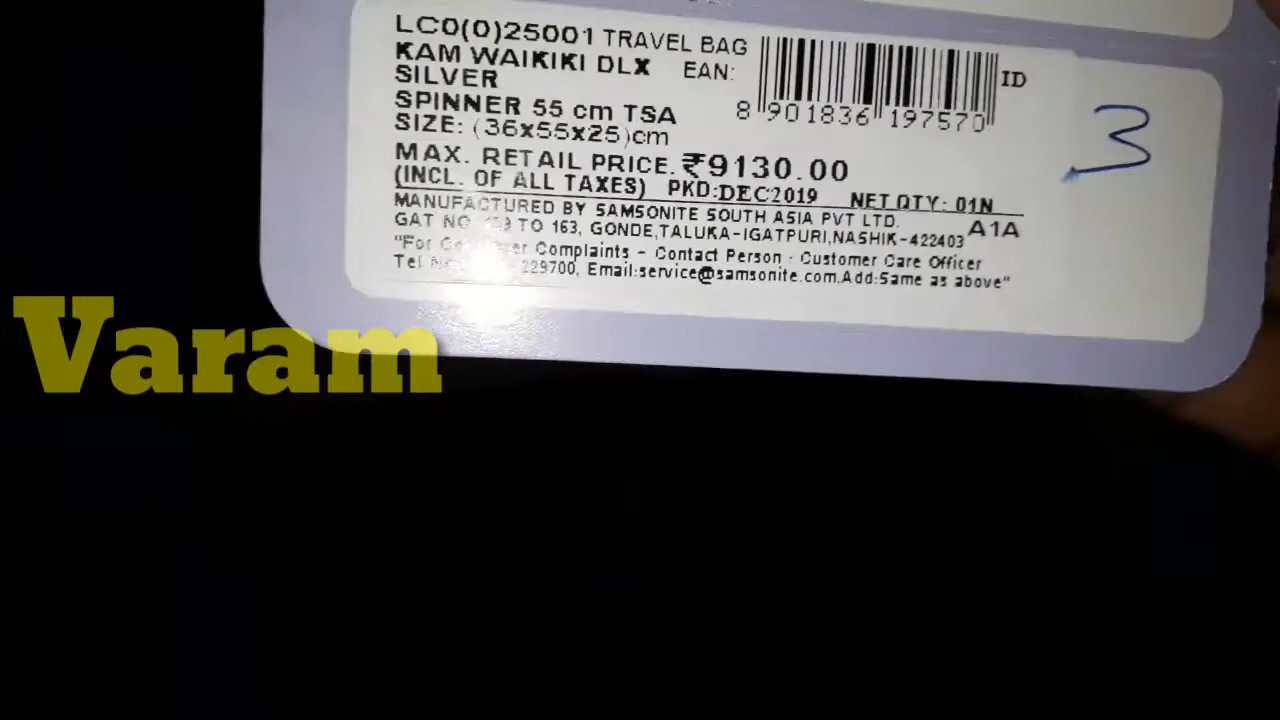 LC0(0)25001 TRAVEL BAG
KAM WAIKIKI DLX EAN:
SILVER
ID
SPINNER 55 cm TSA
8 901836 197570
SIZE: (36x55x25)cm
3
MAX. RETAIL PRICE. ₹9130.00
(INCL. OF ALL TAXES) PKD:DEC2019 NET QTY: 01N
MANUFACTURED BY SAMSONITE SOUTH ASIA PVT LTD.
A1A
GAT NO TO 163, GONDE,TALUKA-IGATPURI,NASHIK-422403
"For Complaints - Contact Person : Customer Care Officer
Tel 229700, Email:service@samsonite.com,Add:Same as above"
Varam